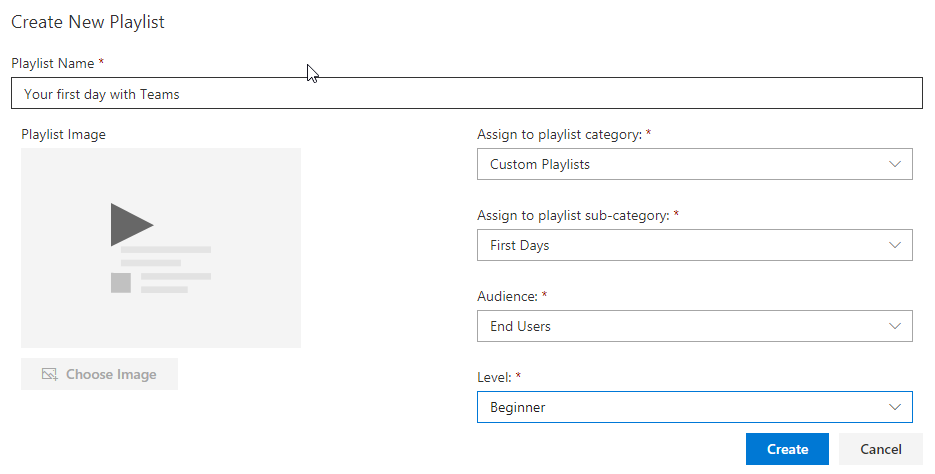 Create New Playlist
Playlist Name *
Your first day with Teams
Playlist Image
Choose Image
Assign to playlist category: *
Custom Playlists
Assign to playlist sub-category: *
First Days
Audience: *
End Users
Level: *
Beginner
Create
Cancel